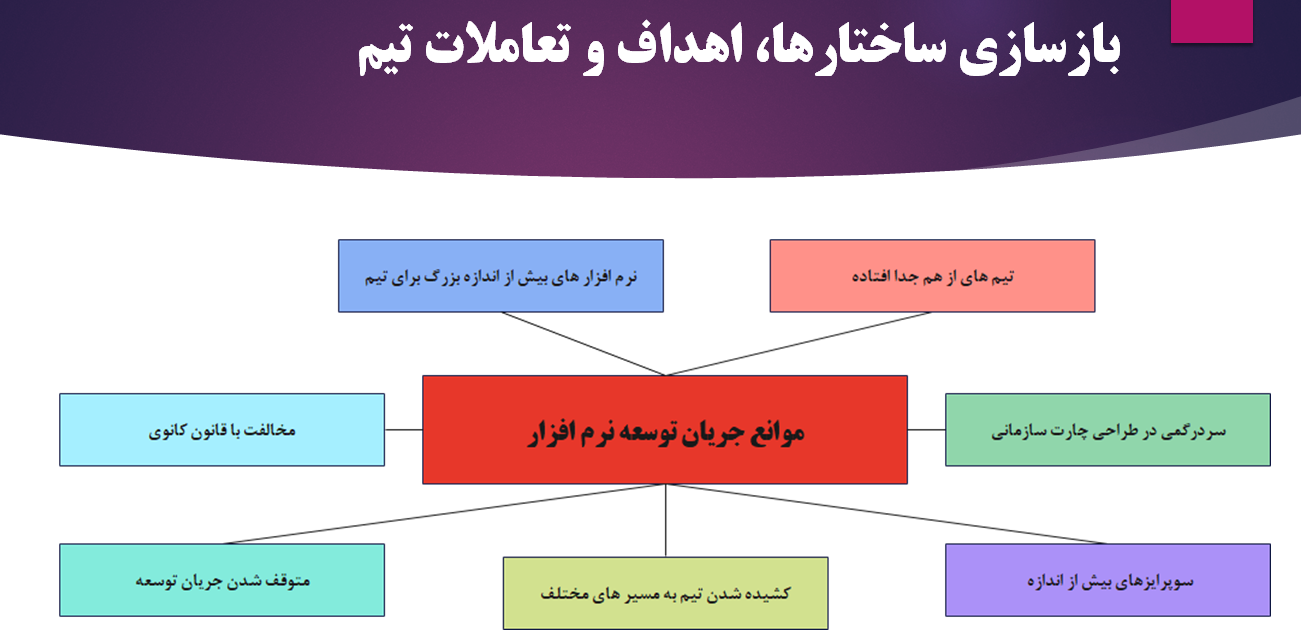 بازسازی ساختارها، اهداف و تعاملات تیم
تیم های از هم جدا افتاده
نرم افزار های بیش از اندازه بزرگ برای تیم
سردرگمی در طراحی چارت سازمانی
موانع جریان توسعه نرم افزار
مخالفت با قانون کانوی
سوپرایزهای بیش از اندازه
کشیده شدن تیم به مسیر های مختلف
متوقف شدن جریان توسعه